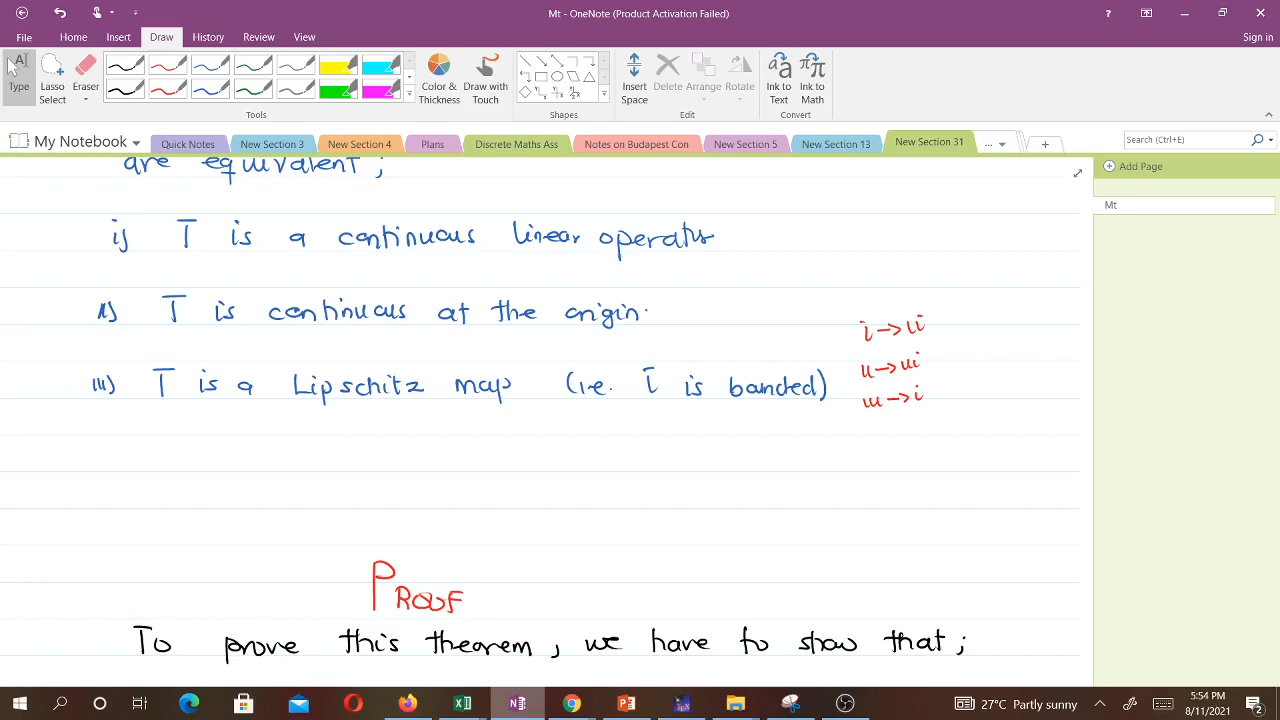 Mt - OneNote (Product Activation Failed)
File Home Insert Draw History Review View
Sign in
Type
Lasso Select
Eraser
Color & Thickness
Draw with Touch
Insert Space
Delete
Arrange
Rotate
Ink to Text
Ink to Math
Tools
Shapes
Edit
Convert
My Notebook
Quick Notes
New Section 3
New Section 4
Plans
Discrete Maths Ass
Notes on Budapest Con
New Section 5
New Section 13
New Section 31
...
Search (Ctrl+E)
Add Page
Mt
are equivalent ;
i) T is a continuous linear operator
ii) T is continuous at the origin.
i → ii
iii) T is a Lipschitz map (i.e. T is bounded)
ii → iii
iii → i
PROOF
To prove this theorem, we have to show that ;
27°C Partly sunny
5:54 PM
8/11/2021
2